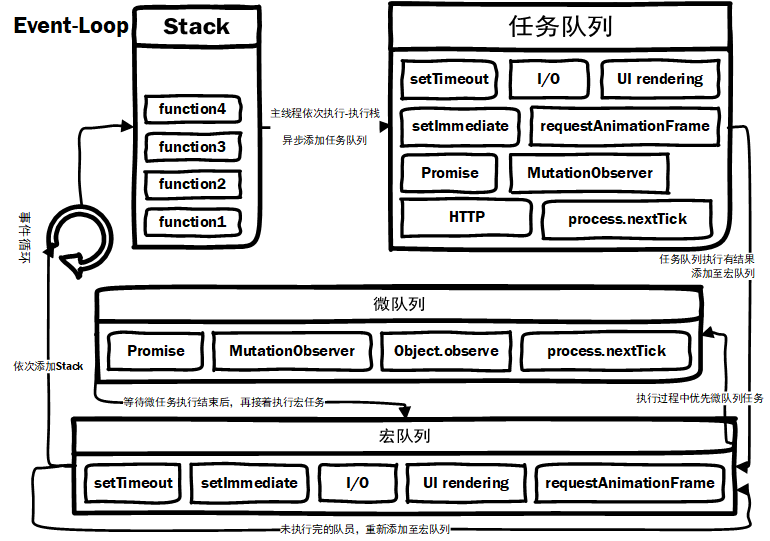 Event-Loop
Stack
function4
function3
function2
function1
主线程依次执行-执行栈
异步添加任务队列
任务队列
setTimeout
I/O
UI rendering
setImmediate
requestAnimationFrame
Promise
MutationObserver
HTTP
process.nextTick
事件循环
任务队列执行有结果
添加至宏队列
微队列
Promise
MutationObserver
Object.observe
process.nextTick
依次添加Stack
等待微任务执行结束后，再接着执行宏任务
执行过程中优先微队列任务
宏队列
setTimeout
setImmediate
I/O
UI rendering
requestAnimationFrame
未执行完的队员，重新添加至宏队列